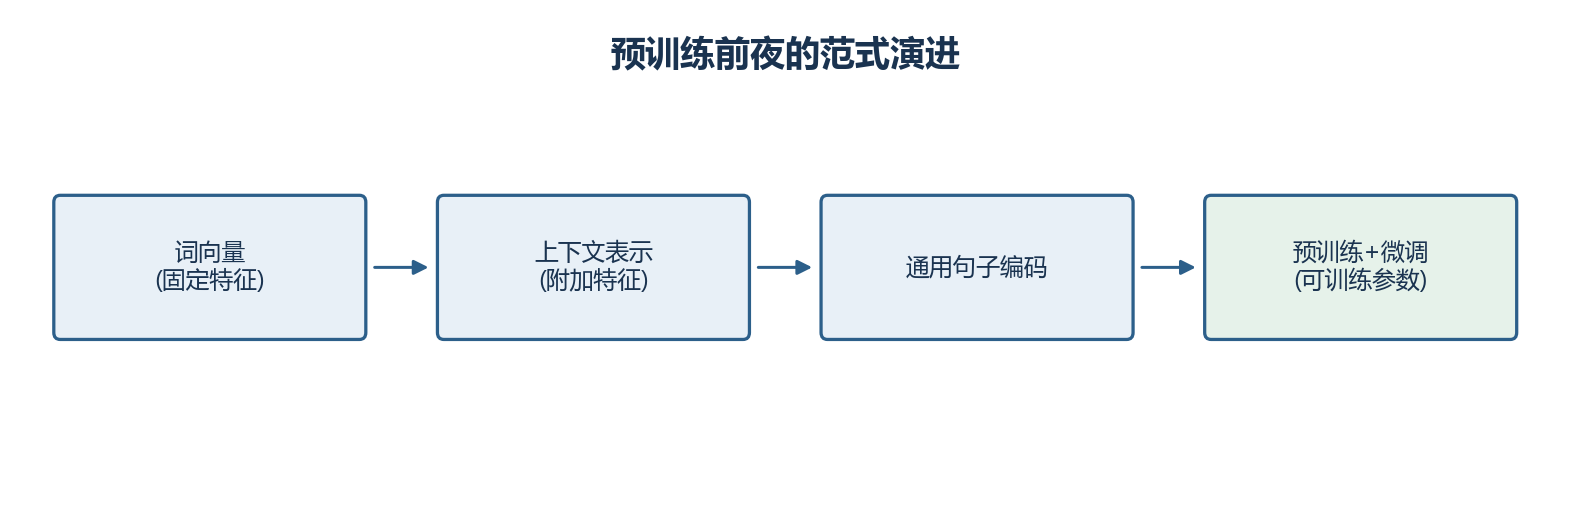 预训练前夜的范式演进
词向量
(固定特征)
上下文表示
(附加特征)
通用句子编码
预训练+微调
(可训练参数)